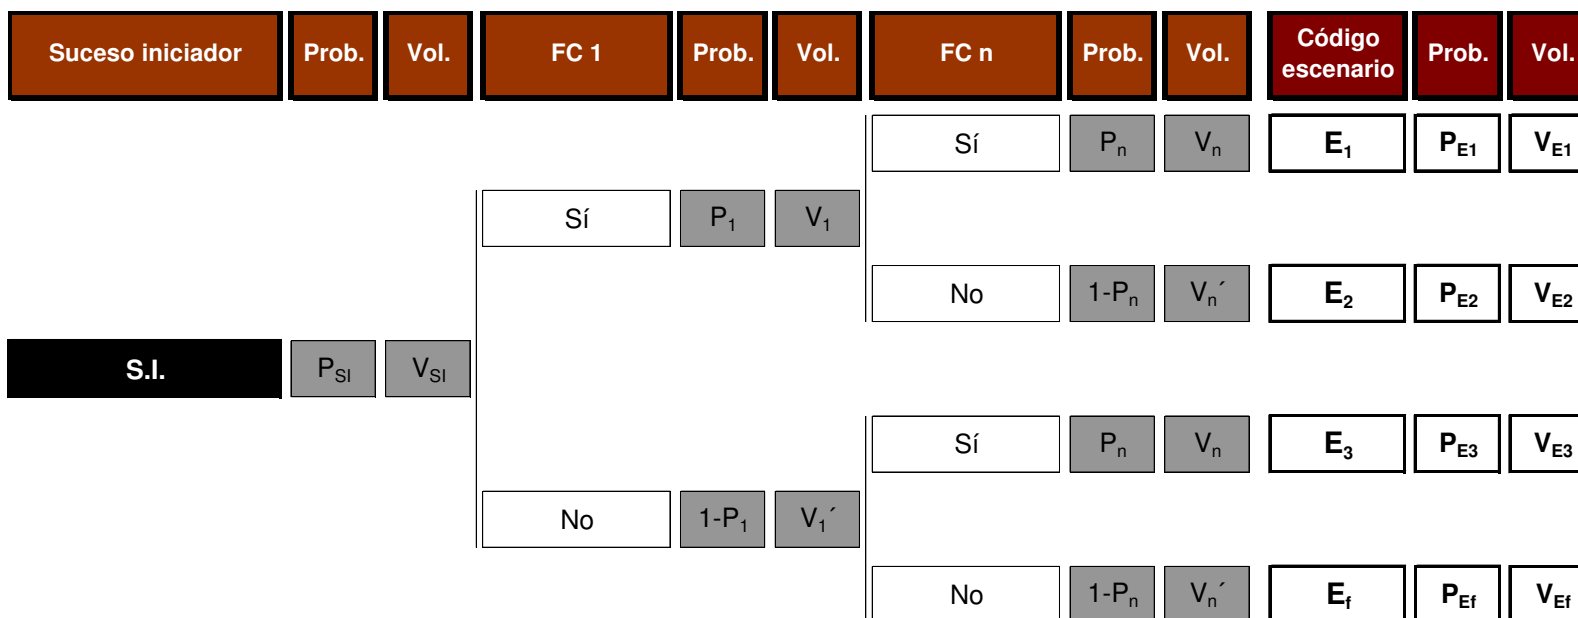 Suceso iniciador Prob. Vol. FC 1 Prob. Vol. FC n Prob. Vol. Código escenario Prob. Vol.
Sí Pn Vn E1 PE1 VE1
Sí P1 V1
No 1-Pn Vn´ E2 PE2 VE2
S.I. PSI VSI
Sí Pn Vn E3 PE3 VE3
No 1-P1 V1´
No 1-Pn Vn´ Ef PEf VEf